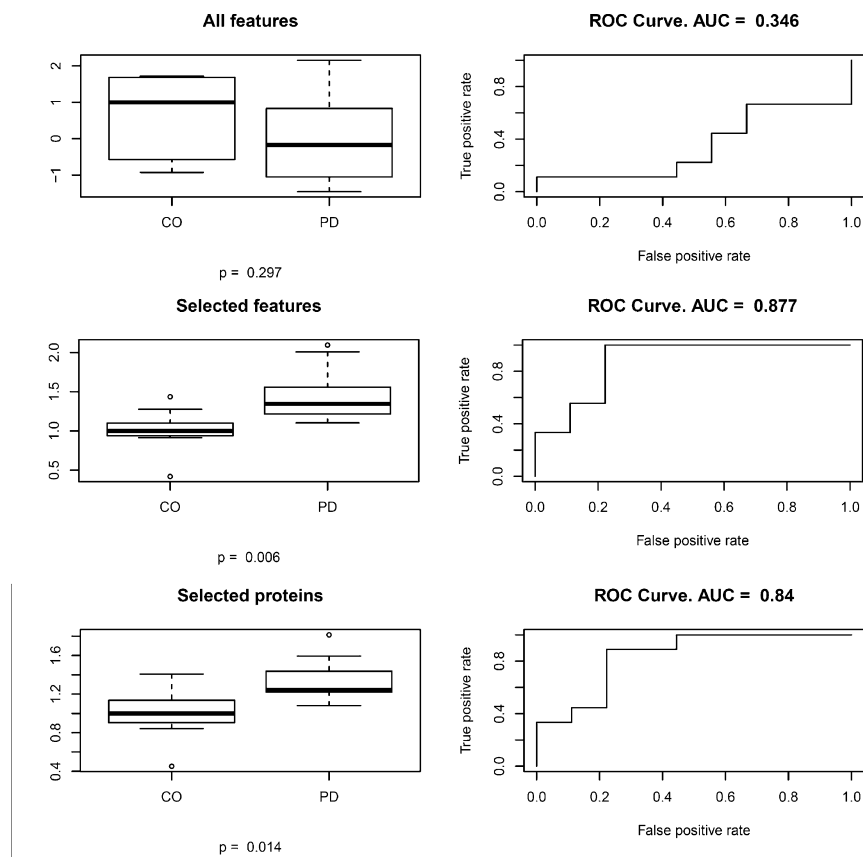 All features
ROC Curve. AUC = 0.346
2
1
0
−1
CO
PD
p = 0.297
True positive rate
0.8
0.4
0.0
0.0 0.2 0.4 0.6 0.8 1.0
False positive rate
Selected features
ROC Curve. AUC = 0.877
2.0
1.5
1.0
0.5
CO
PD
p = 0.006
True positive rate
0.8
0.4
0.0
0.0 0.2 0.4 0.6 0.8 1.0
False positive rate
Selected proteins
ROC Curve. AUC = 0.84
1.6
1.2
0.8
0.4
CO
PD
p = 0.014
True positive rate
0.8
0.4
0.0
0.0 0.2 0.4 0.6 0.8 1.0
False positive rate